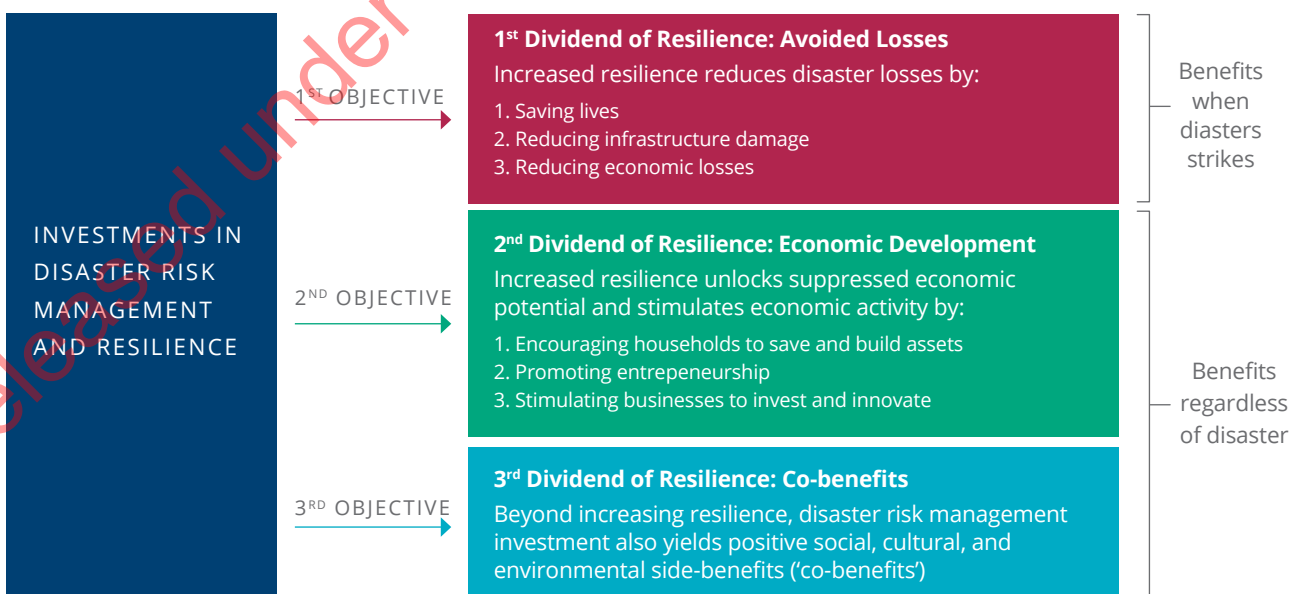 INVESTMENTS IN
DISASTER RISK
MANAGEMENT
AND RESILIENCE
1ST OBJECTIVE
1st Dividend of Resilience: Avoided Losses
Increased resilience reduces disaster losses by:
1. Saving lives
2. Reducing infrastructure damage
3. Reducing economic losses
Benefits
when
diasters
strikes
2ND OBJECTIVE
2nd Dividend of Resilience: Economic Development
Increased resilience unlocks suppressed economic
potential and stimulates economic activity by:
1. Encouraging households to save and build assets
2. Promoting entrepeneurship
3. Stimulating businesses to invest and innovate
3RD OBJECTIVE
3rd Dividend of Resilience: Co-benefits
Beyond increasing resilience, disaster risk management
investment also yields positive social, cultural, and
environmental side-benefits (‘co-benefits’)
Benefits
regardless
of disaster
eleased under